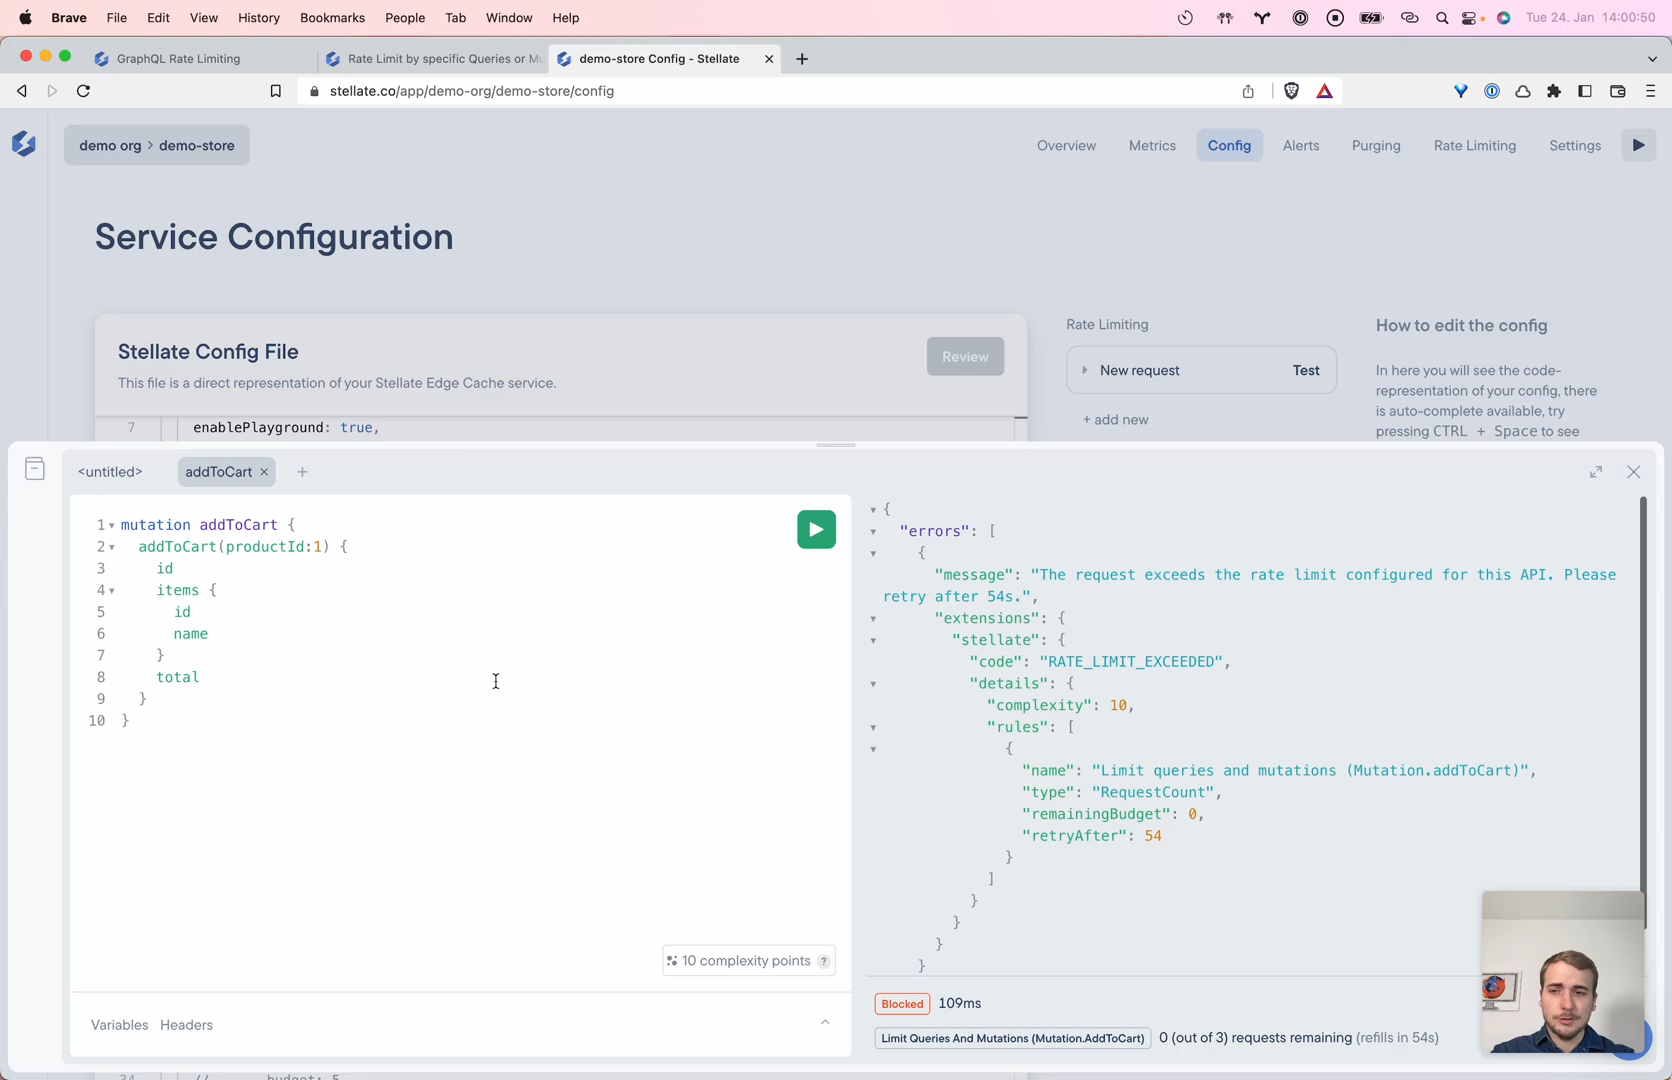 Brave File Edit View History Bookmarks People Tab Window Help Tue 24. Jan 14:00:50
GraphQL Rate Limiting Rate Limit by specific Queries or Mu demo-store Config - Stellate
stellate.co/app/demo-org/demo-store/config
demo org > demo-store Overview Metrics Config Alerts Purging Rate Limiting Settings
Service Configuration
Stellate Config File
This file is a direct representation of your Stellate Edge Cache service.
Review
7 enablePlayground: true,
Rate Limiting
New request Test
+ add new
How to edit the config
In here you will see the code-
representation of your config, there
is auto-complete available, try
pressing CTRL + Space to see
<untitled> addToCart
1 mutation addToCart {
2 addToCart(productId:1) {
3 id
4 items {
5 id
6 name
7 }
8 total
9 }
10 }
10 complexity points ?
Variables Headers
{
"errors": [
{
"message": "The request exceeds the rate limit configured for this API. Please
retry after 54s.",
"extensions": {
"stellate": {
"code": "RATE_LIMIT_EXCEEDED",
"details": {
"complexity": 10,
"rules": [
{
"name": "Limit queries and mutations (Mutation.addToCart)",
"type": "RequestCount",
"remainingBudget": 0,
"retryAfter": 54
}
]
}
}
}
}
Blocked 109ms
Limit Queries And Mutations (Mutation.AddToCart) 0 (out of 3) requests remaining (refills in 54s)
34 // budget: 5